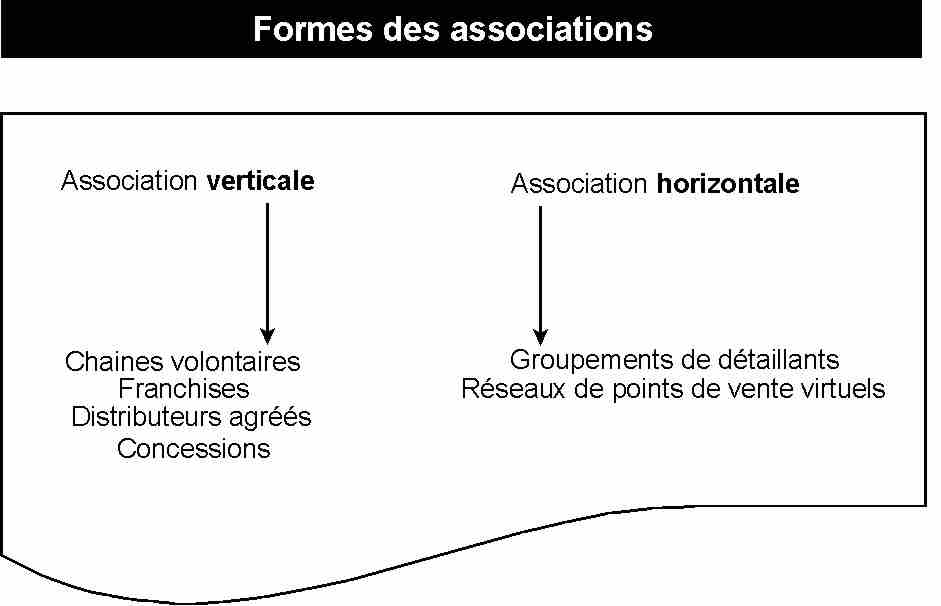 Formes des associations
Association verticale
Chaines volontaires
Franchises
Distributeurs agréés
Concessions
Association horizontale
Groupements de détaillants
Réseaux de points de vente virtuels